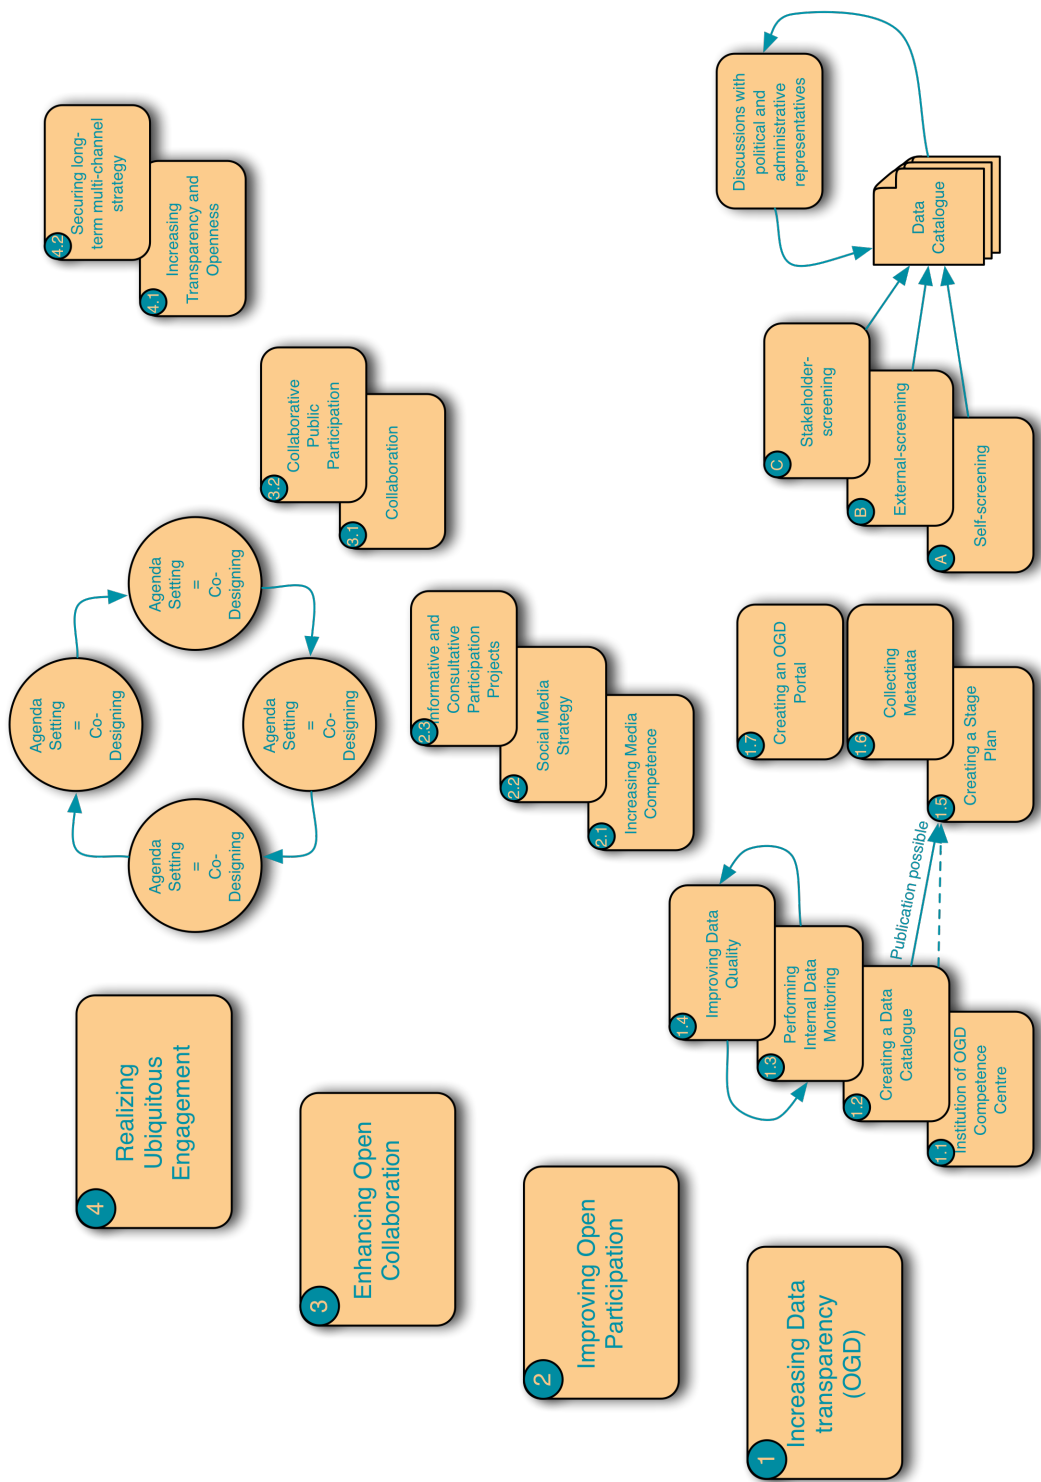 4
Realizing
Ubiquitous
Engagement
Agenda
Setting
=
Co-
Designing
Agenda
Setting
=
Co-
Designing
Agenda
Setting
=
Co-
Designing
Agenda
Setting
=
Co-
Designing
4.2
Securing long-
term multi-channel
strategy
4.1
Increasing
Transparency and
Openness
3
Enhancing Open
Collaboration
3.2
Collaborative
Public
Participation
3.1
Collaboration
2
Improving Open
Participation
2.3
Informative and
Consultative
Participation
Projects
2.2
Social Media
Strategy
2.1
Increasing Media
Competence
1
Increasing Data
transparency
(OGD)
1.4
Improving Data
Quality
1.3
Performing
Internal Data
Monitoring
1.2
Creating a Data
Catalogue
1.1
Institution of OGD
Competence
Centre
Publication possible
1.7
Creating an OGD
Portal
1.6
Collecting
Metadata
1.5
Creating a Stage
Plan
C
Stakeholder-
screening
B
External-screening
A
Self-screening
Discussions with
political and
administrative
representatives
Data
Catalogue